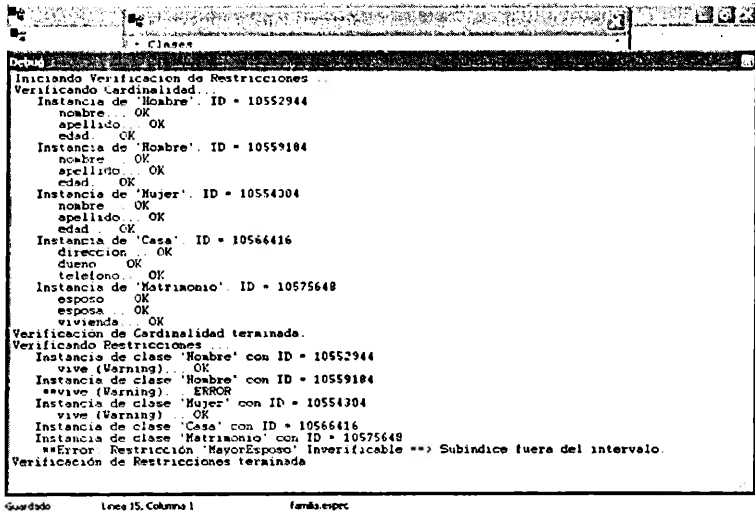 • Clases
Debug
Iniciando Verificacion de Restricciones ...
Verificando Cardinalidad...
Instancia de 'Hombre'. ID = 10552944
nombre... OK
apellido... OK
edad... OK
Instancia de 'Hombre'. ID = 10559184
nombre... OK
apellido... OK
edad... OK
Instancia de 'Mujer'. ID = 10554304
nombre... OK
apellido... OK
edad... OK
Instancia de 'Casa'. ID = 10566416
direccion... OK
dueno... OK
telefono... OK
Instancia de 'Matrimonio'. ID = 10575648
esposo... OK
esposa... OK
vivienda... OK
Verificación de Cardinalidad terminada.
Verificando Restricciones ...
Instancia de clase 'Hombre' con ID = 10552944
vive (Warning)... OK
Instancia de clase 'Hombre' con ID = 10559184
**vive (Warning)... ERROR
Instancia de clase 'Mujer' con ID = 10554304
vive (Warning)... OK
Instancia de clase 'Casa' con ID = 10566416
Instancia de clase 'Matrimonio' con ID = 10575648
**Error: Restricción 'MayorEsposo' Inverificable ==> Subindice fuera del intervalo.
Verificación de Restricciones terminada
Guardado Linea 15, Columna 1 familia.esprc